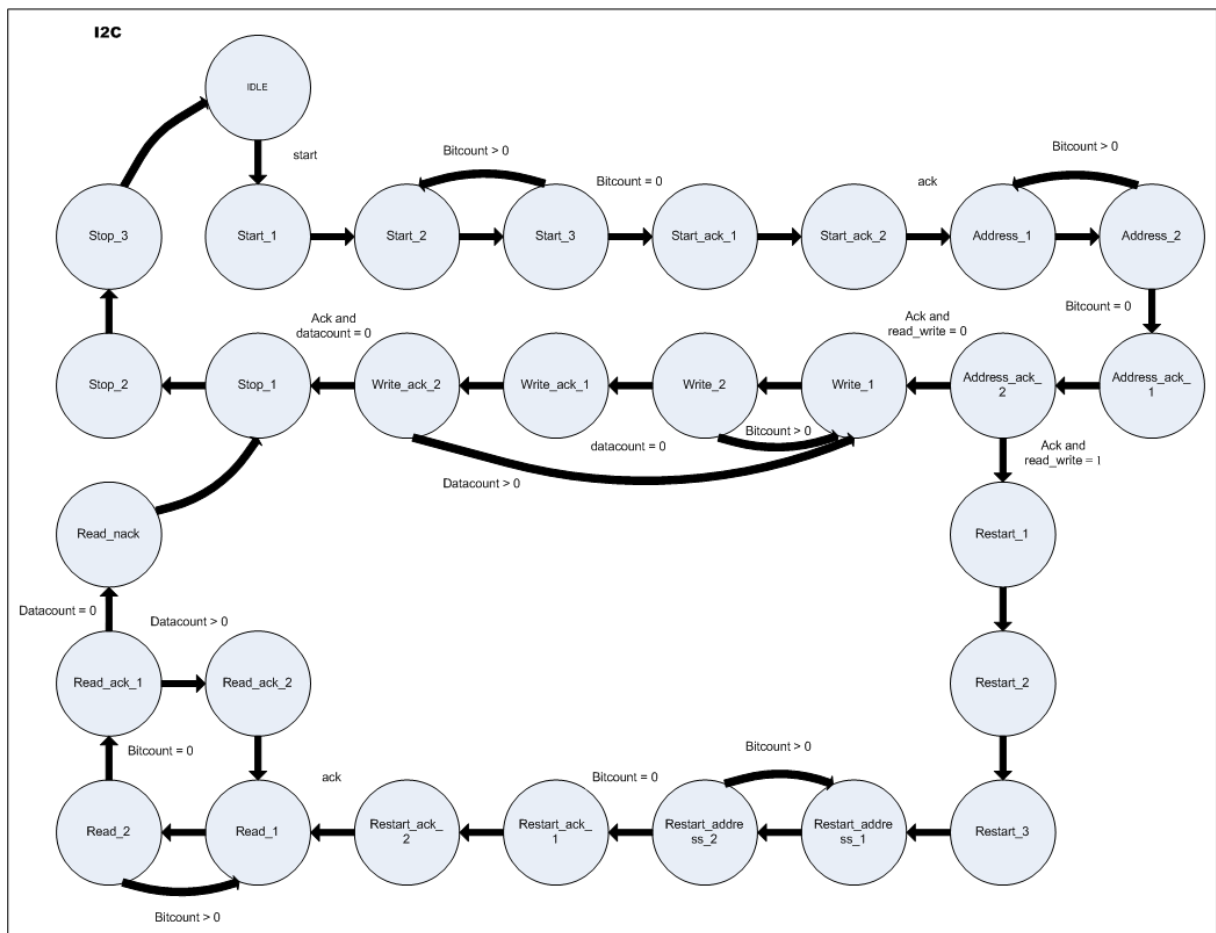 I2C
IDLE
start
Bitcount > 0
Bitcount = 0
ack
Bitcount > 0
Stop_3
Start_1
Start_2
Start_3
Start_ack_1
Start_ack_2
Address_1
Address_2
Bitcount = 0
Ack and
datacount = 0
Ack and
read_write = 0
Stop_2
Stop_1
Write_ack_2
Write_ack_1
Write_2
Write_1
Address_ack_
2
Address_ack_
1
datacount = 0
Bitcount > 0
Ack and
read_write = 1
Datacount > 0
Read_nack
Restart_1
Datacount = 0
Datacount > 0
Read_ack_1
Read_ack_2
Restart_2
Bitcount = 0
ack
Bitcount = 0
Bitcount > 0
Read_2
Read_1
Restart_ack_
2
Restart_ack_
1
Restart_addre
ss_2
Restart_addre
ss_1
Restart_3
Bitcount > 0